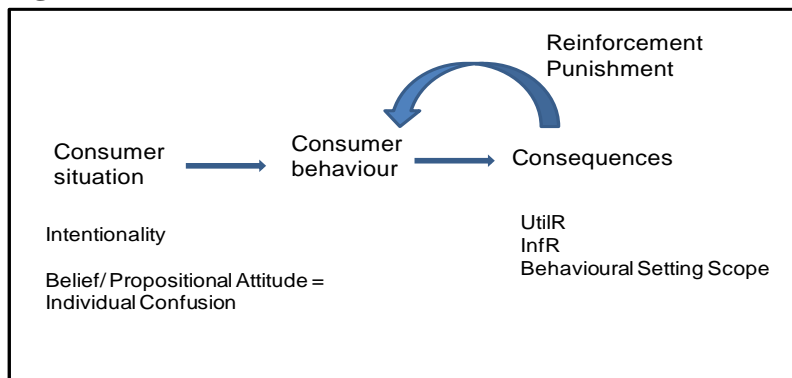 Reinforcement
Punishment
Consumer
situation
Consumer
behaviour
Consequences
Intentionality
Belief/ Propositional Attitude =
Individual Confusion
UtilR
InfR
Behavioural Setting Scope